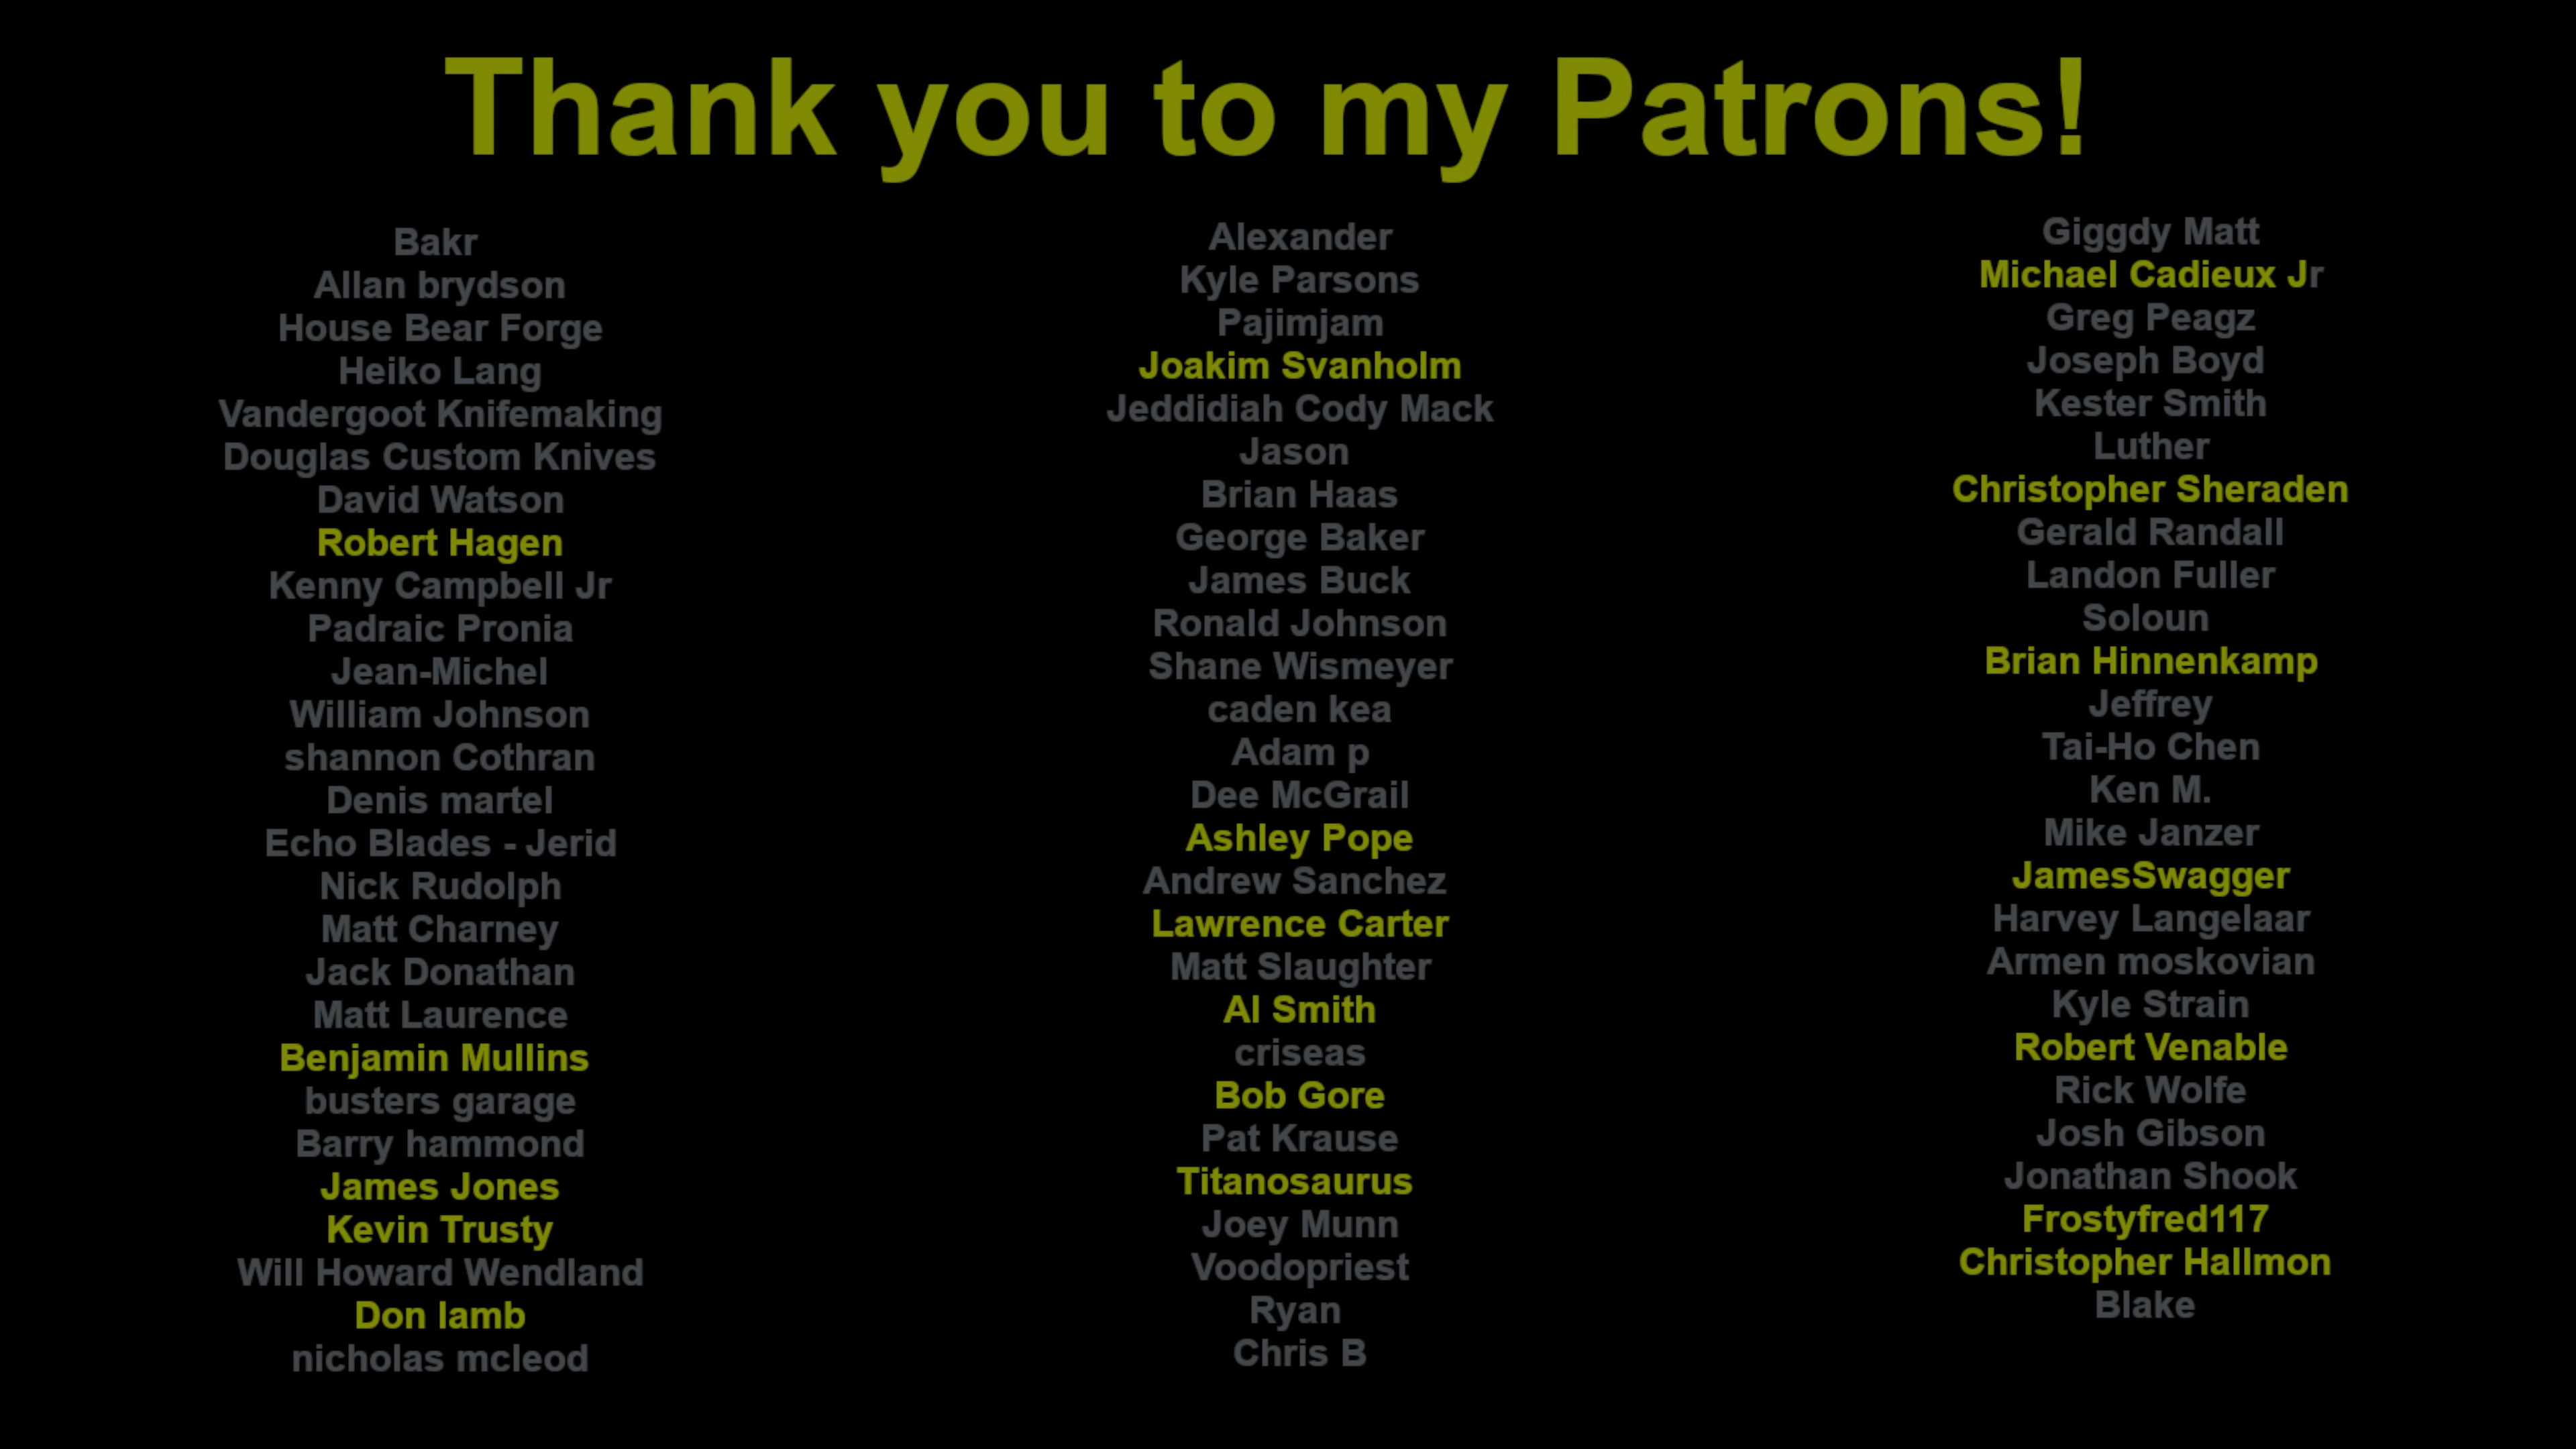 Thank you to my Patrons!
Bakr
Allan brydson
House Bear Forge
Heiko Lang
Vandergoot Knifemaking
Douglas Custom Knives
David Watson
Robert Hagen
Kenny Campbell Jr
Padraic Pronia
Jean-Michel
William Johnson
shannon Cothran
Denis martel
Echo Blades - Jerid
Nick Rudolph
Matt Charney
Jack Donathan
Matt Laurence
Benjamin Mullins
busters garage
Barry hammond
James Jones
Kevin Trusty
Will Howard Wendland
Don lamb
nicholas mcleod
Alexander
Kyle Parsons
Pajimjam
Joakim Svanholm
Jeddidiah Cody Mack
Jason
Brian Haas
George Baker
James Buck
Ronald Johnson
Shane Wismeyer
caden kea
Adam p
Dee McGrail
Ashley Pope
Andrew Sanchez
Lawrence Carter
Matt Slaughter
Al Smith
criseas
Bob Gore
Pat Krause
Titanosaurus
Joey Munn
Voodopriest
Ryan
Chris B
Giggdy Matt
Michael Cadieux Jr
Greg Peagz
Joseph Boyd
Kester Smith
Luther
Christopher Sheraden
Gerald Randall
Landon Fuller
Soloun
Brian Hinnenkamp
Jeffrey
Tai-Ho Chen
Ken M.
Mike Janzer
JamesSwagger
Harvey Langelaar
Armen moskovian
Kyle Strain
Robert Venable
Rick Wolfe
Josh Gibson
Jonathan Shook
Frostyfred117
Christopher Hallmon
Blake